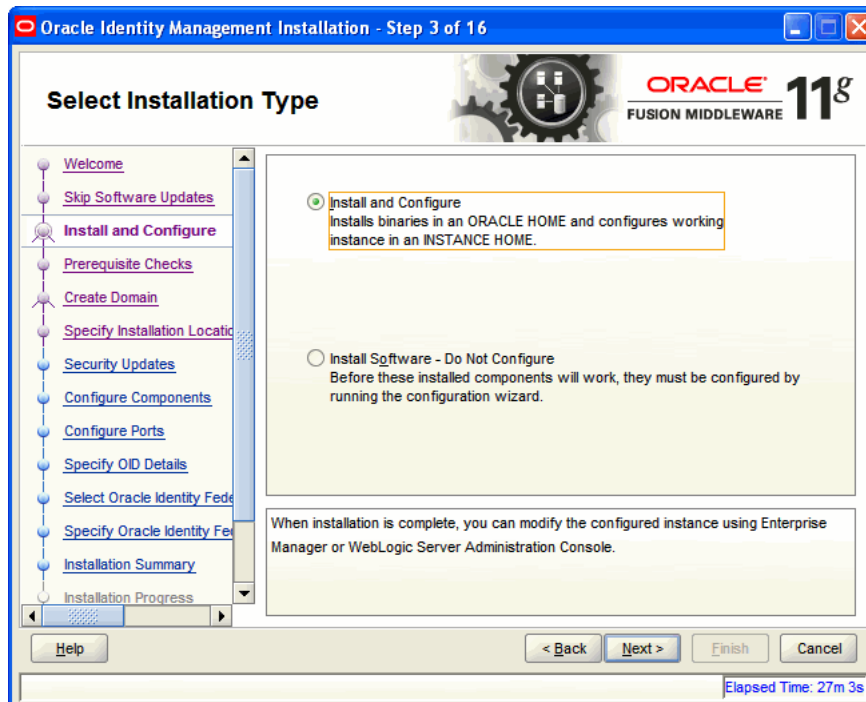 Oracle Identity Management Installation - Step 3 of 16
Select Installation Type
ORACLE
FUSION MIDDLEWARE
11g
Welcome
Skip Software Updates
Install and Configure
Prerequisite Checks
Create Domain
Specify Installation Locatio
Security Updates
Configure Components
Configure Ports
Specify OID Details
Select Oracle Identity Fede
Specify Oracle Identity Fe
Installation Summary
Installation Progress
Install and Configure
Installs binaries in an ORACLE HOME and configures working
instance in an INSTANCE HOME.
Install Software - Do Not Configure
Before these installed components will work, they must be configured by
running the configuration wizard.
When installation is complete, you can modify the configured instance using Enterprise
Manager or WebLogic Server Administration Console.
Help
< Back
Next >
Finish
Cancel
Elapsed Time: 27m 3s